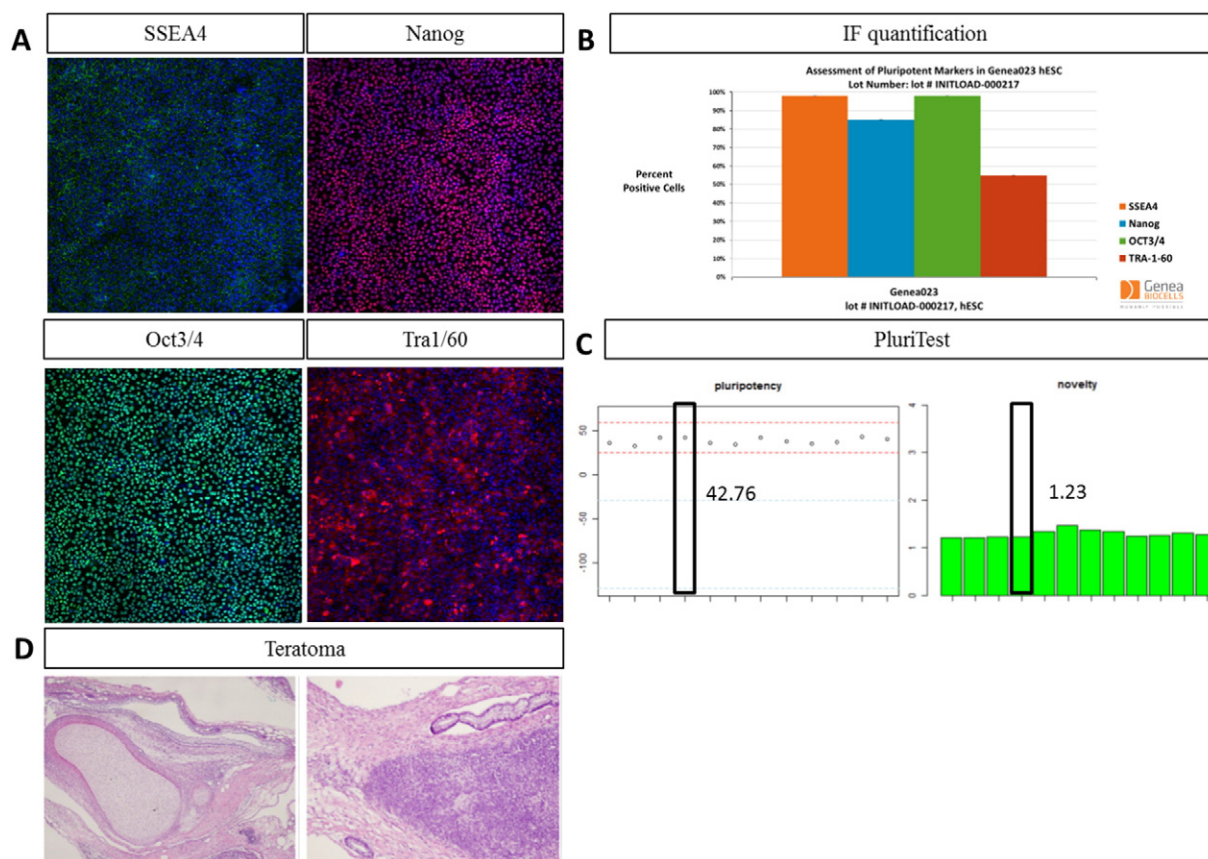 A
SSEA4
Nanog
Oct3/4
Tra1/60
B
IF quantification
Assessment of Pluripotent Markers in Genea023 hESC
Lot Number: lot # INITLOAD-000217
100%
90%
80%
70%
60%
50%
40%
30%
20%
10%
0%
Percent
Positive Cells
SSEA4
Nanog
OCT3/4
TRA-1-60
Genea023
lot # INITLOAD-000217, hESC
Genea
BIOCELLS
C
PluriTest
pluripotency
50
0
-50
-100
42.76
novelty
4
3
2
1
0
1.23
D
Teratoma